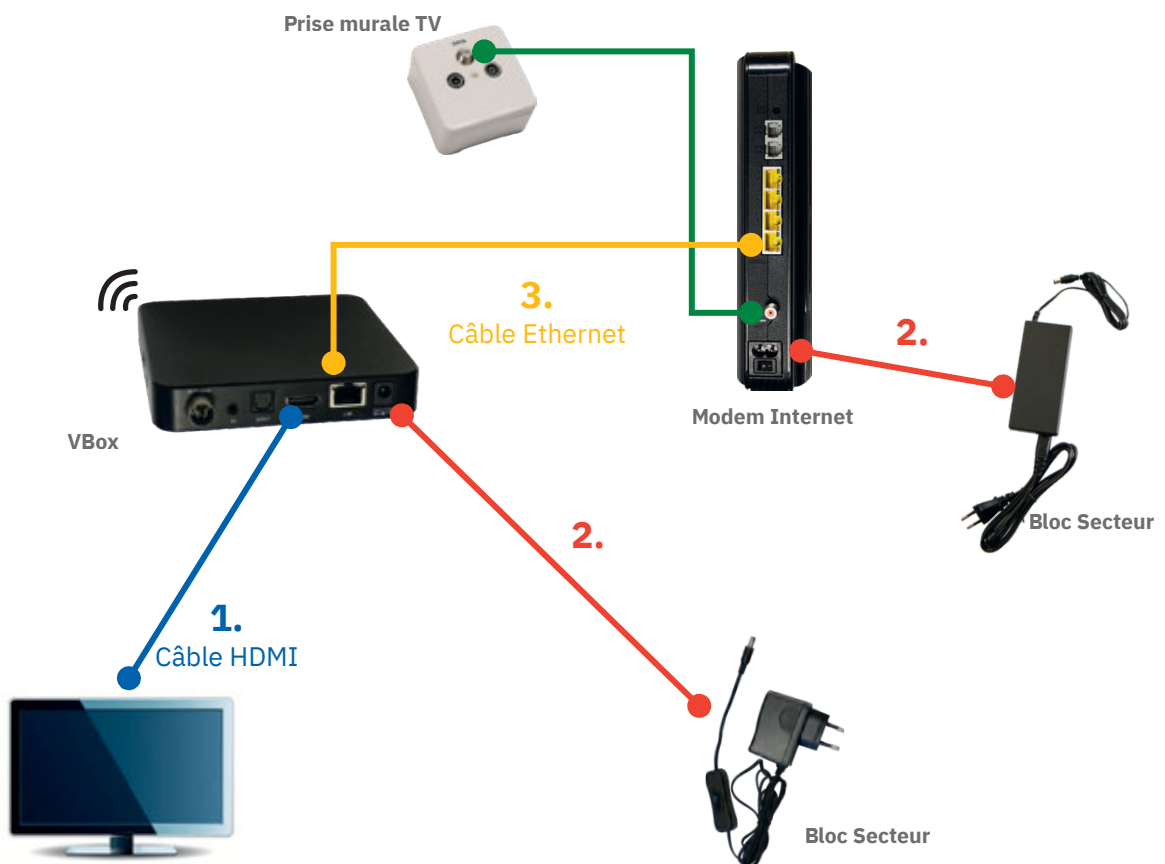 Prise murale TV
3.
Câble Ethernet
2.
VBox
Modem Internet
Bloc Secteur
2.
1.
Câble HDMI
Bloc Secteur